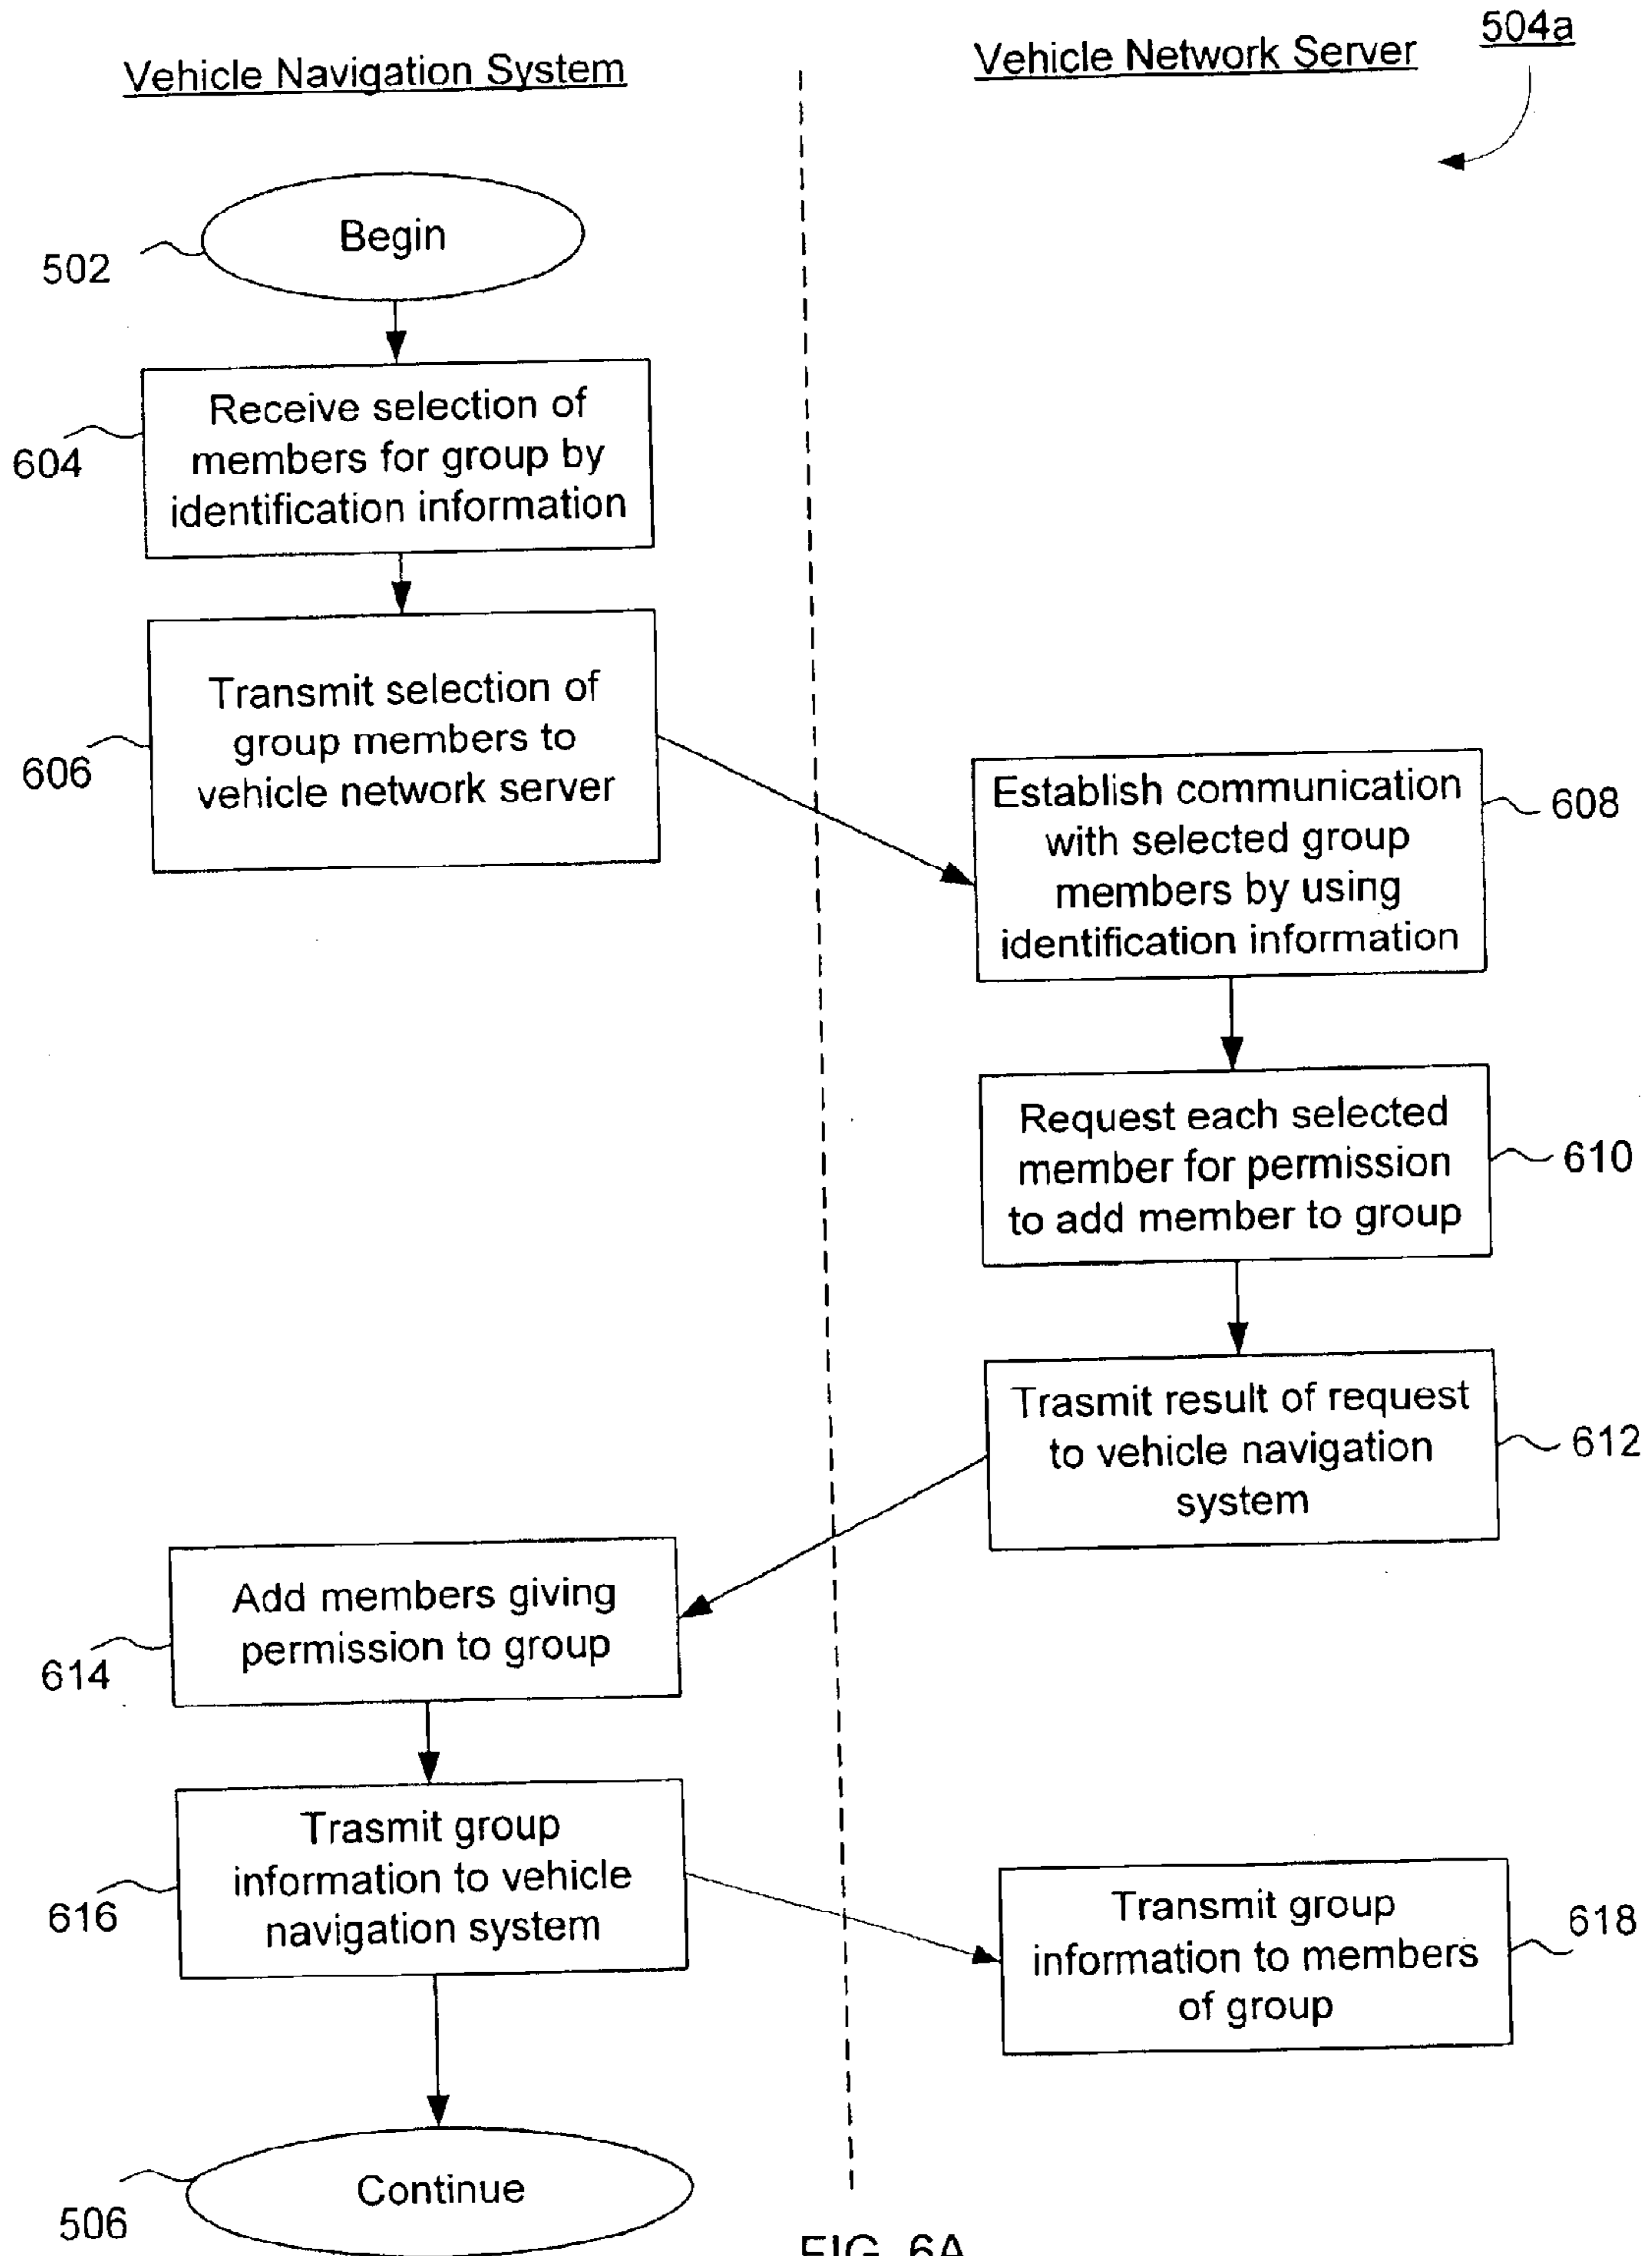 Vehicle Navigation System
Vehicle Network Server
504a
Begin
502
Receive selection of
members for group by
identification information
604
Transmit selection of
group members to
vehicle network server
606
Establish communication
with selected group
members by using
identification information
608
Request each selected
member for permission
to add member to group
610
Trasmit result of request
to vehicle navigation
system
612
Add members giving
permission to group
614
Trasmit group
information to vehicle
navigation system
616
Transmit group
information to members
of group
618
Continue
506
FIG. 6A